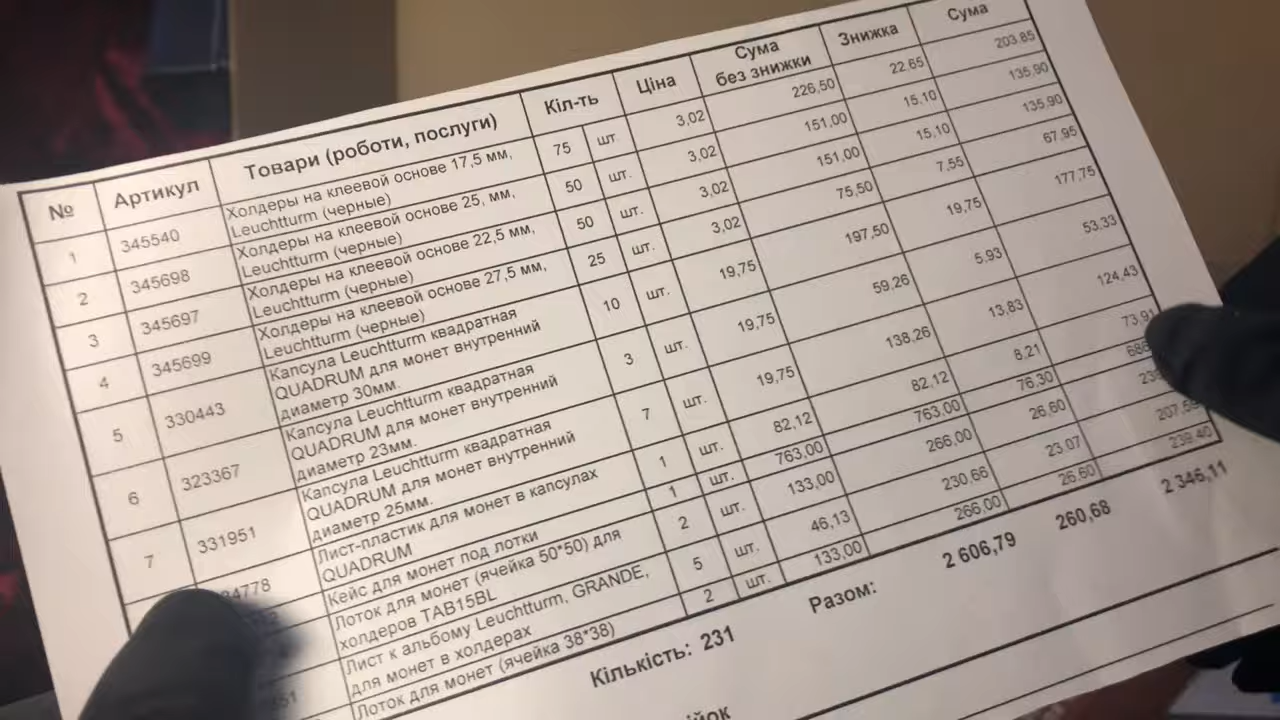 № Артикул Товари (роботи, послуги) Кіл-ть Ціна Сума без знижки Знижка Сума
1 345540 Холдеры на клеевой основе 17,5 мм, 75 шт. 3,02 226,50 22,65 203,85
Leuchtturm (черные)
2 345698 Холдеры на клеевой основе 25, мм, 50 шт. 3,02 151,00 15,10 135,90
Leuchtturm (черные)
3 345697 Холдеры на клеевой основе 22,5 мм, 50 шт. 3,02 151,00 15,10 135,90
Leuchtturm (черные)
4 345699 Холдеры на клеевой основе 27,5 мм, 25 шт. 3,02 75,50 7,55 67,95
Leuchtturm (черные)
5 330443 Капсула Leuchtturm квадратная 10 шт. 19,75 197,50 19,75 177,75
QUADRUM для монет внутренний
диаметр 30мм.
6 323367 Капсула Leuchtturm квадратная 3 шт. 19,75 59,26 5,93 53,33
QUADRUM для монет внутренний
диаметр 23мм.
7 331951 Капсула Leuchtturm квадратная 7 шт. 19,75 138,26 13,83 124,43
QUADRUM для монет внутренний
диаметр 25мм.
Лист-пластик для монет в капсулах 1 шт. 82,12 82,12 8,21 73,91
QUADRUM
Кейс для монет под лотки 1 шт. 763,00 763,00 76,30
Лоток для монет (ячейка 50*50) для 2 шт. 133,00 266,00 26,60
холдеров TAB15BL
Лист к альбому Leuchtturm, GRANDE, 5 шт. 46,13 230,66 23,07
для монет в холдерах
Лоток для монет (ячейка 38*38) 2 шт. 133,00 266,00 26,60 239,40
Кількість: 231 Разом: 2 606,79 260,68 2 346,11